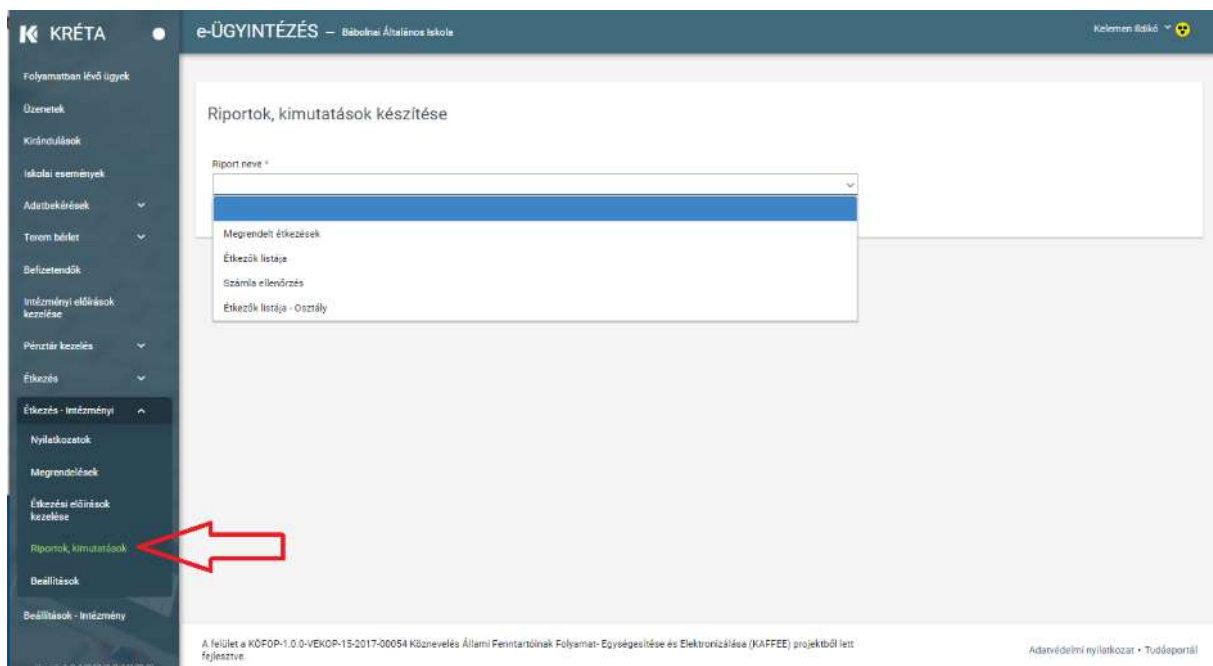 KRÉTA
e-ÜGYINTÉZÉS – Bábolnai Általános Iskola
Kelemen Ildikó
Folyamatban lévő ügyek
Üzenetek
Kirándulások
Iskolai események
Adatbekérések
Terem bérlet
Befizetendők
Intézményi előírások
kezelése
Pénztár kezelés
Étkezés
Étkezés - Intézményi
Nyilatkozatok
Megrendelések
Étkezési előírások
kezelése
Riportok, kimutatások
Beállítások
Beállítások - Intézmény
Riportok, kimutatások készítése
Riport neve *
Megrendelt étkezések
Étkezők listája
Számla ellenőrzés
Étkezők listája - Osztály
A felület a KÖFOP-1.0.0-VEKOP-15-2017-00054 Köznevelés Állami Fenntartóinak Folyamat- Egységesítése és Elektronizálása (KAFFEE) projektből lett
fejlesztve.
Adatvédelmi nyilatkozat • Tudásportál